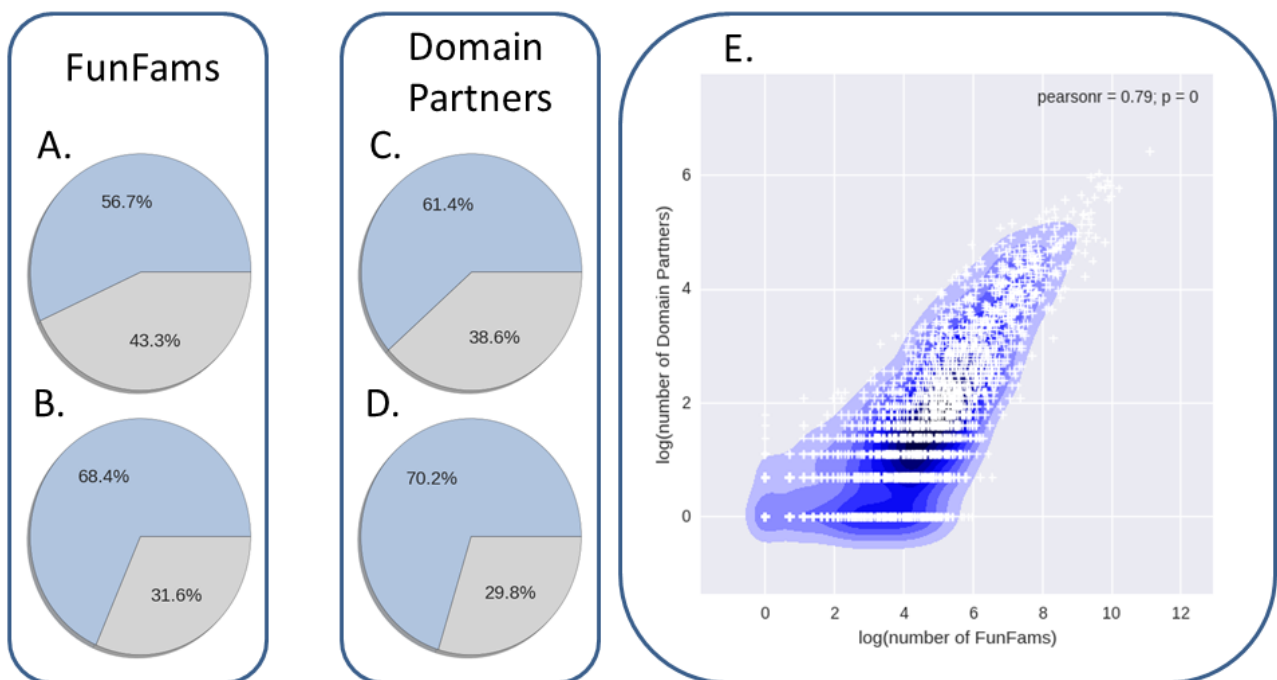 FunFams
A.
56.7%
43.3%
B.
68.4%
31.6%
Domain
Partners
C.
61.4%
38.6%
D.
70.2%
29.8%
E.
pearsonr = 0.79; p = 0
log(number of Domain Partners)
6
4
2
0
0 2 4 6 8 10 12
log(number of FunFams)